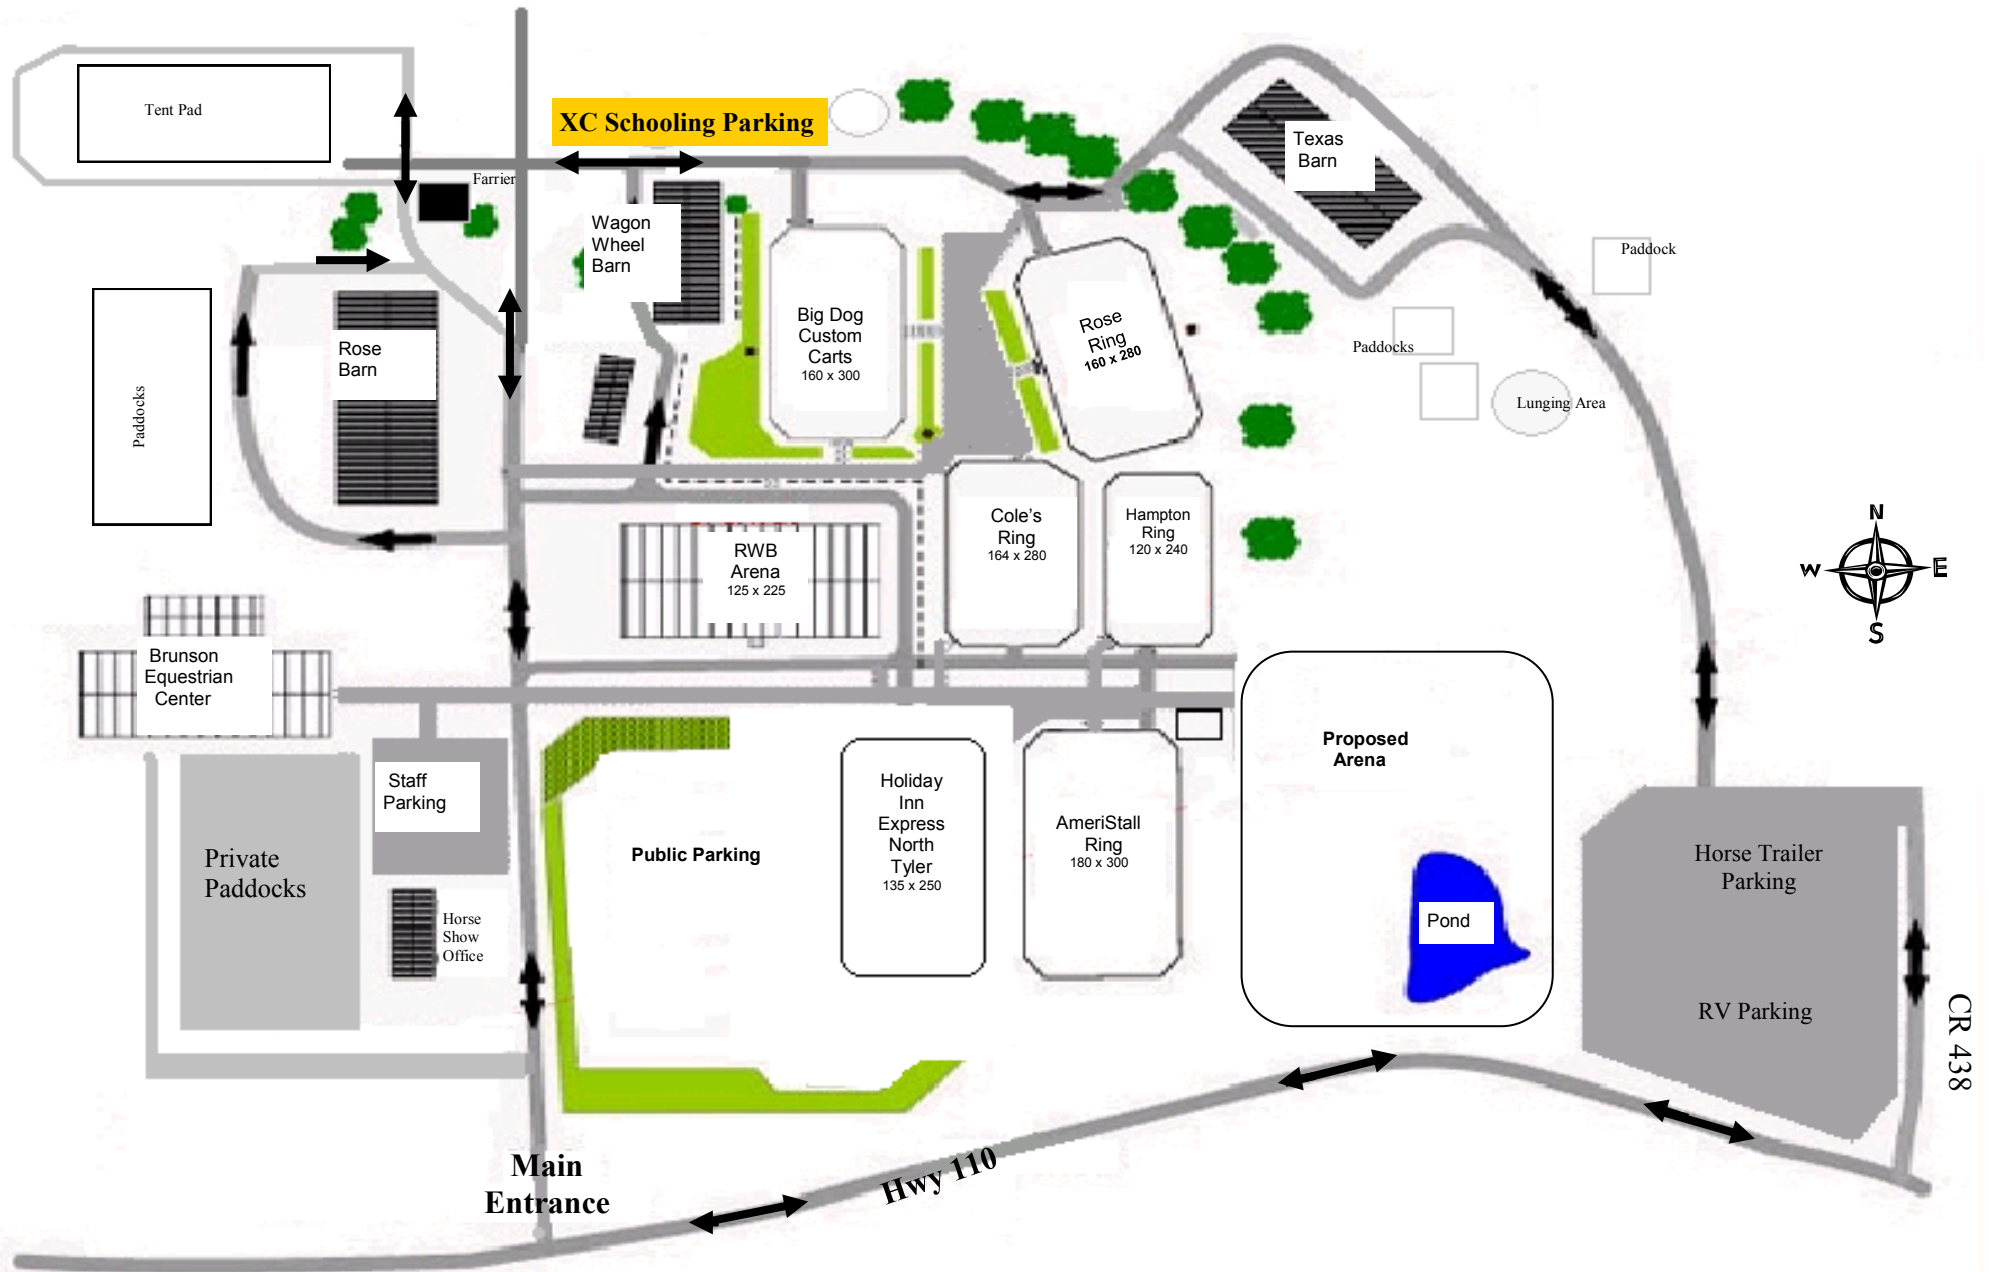 Tent Pad
XC Schooling Parking
Farrier
Texas
Barn
Wagon
Wheel
Barn
Paddock
Rose
Barn
Big Dog
Custom
Carts
160 x 300
Rose
Ring
160 x 280
Paddocks
Paddocks
Lunging Area
RWB
Arena
125 x 225
Cole's
Ring
164 x 280
Hampton
Ring
120 x 240
N
W
E
S
Brunson
Equestrian
Center
Staff
Parking
Private
Paddocks
Horse
Show
Office
Public Parking
Holiday
Inn
Express
North
Tyler
135 x 250
AmeriStall
Ring
180 x 300
Proposed
Arena
Pond
Horse Trailer
Parking
RV Parking
CR 438
Main
Entrance
Hwy 110